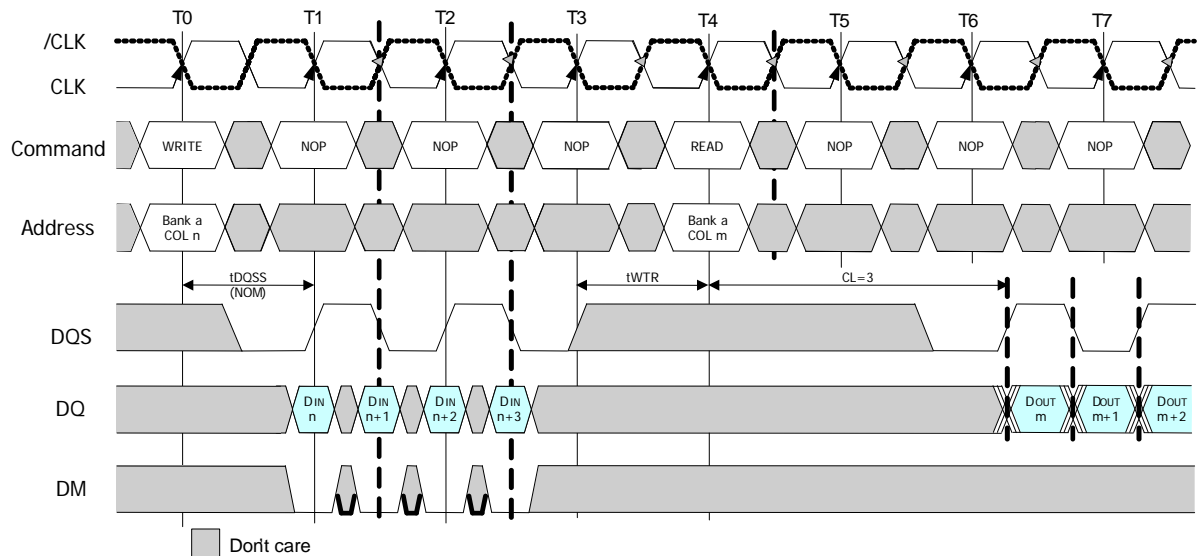 T0 T1 T2 T3 T4 T5 T6 T7
/CLK
CLK
Command WRITE NOP NOP NOP READ NOP NOP NOP
Address Bank a COL n Bank a COL m
tDQSS (NOM) tWTR CL=3
DQS
DQ DIN n DIN n+1 DIN n+2 DIN n+3 DOUT m DOUT m+1 DOUT m+2
DM
Don't care